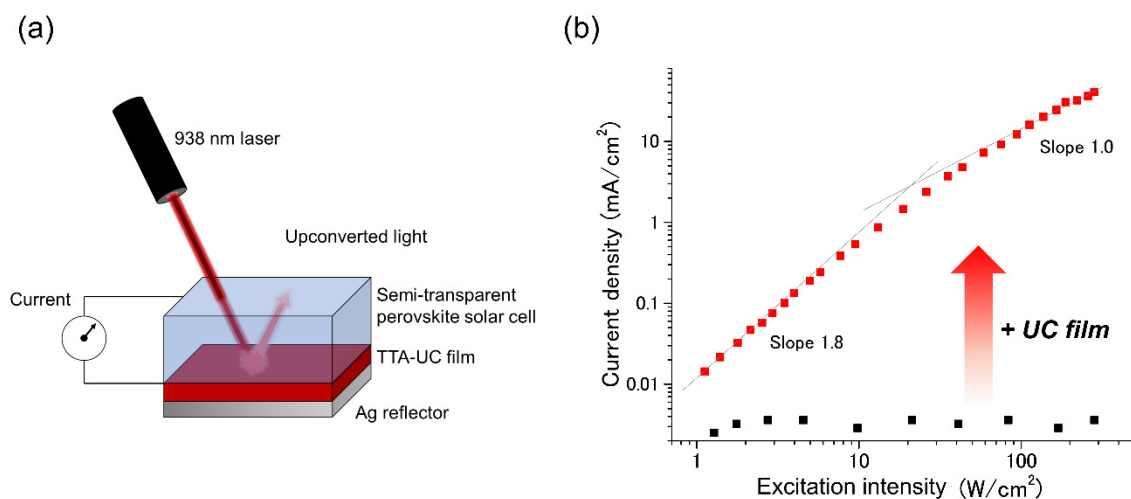 (a)
938 nm laser
Upconverted light
Current
Semi-transparent
perovskite solar cell
TTA-UC film
Ag reflector
(b)
Current density (mA/cm²)
10
1
0.1
0.01
Slope 1.0
Slope 1.8
+ UC film
1
10
100
Excitation intensity (W/cm²)